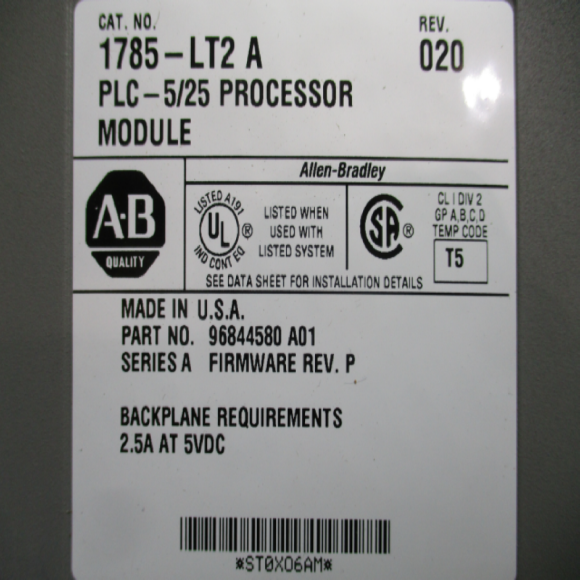 CAT. NO.
REV.
1785-LT2 A
020
PLC-5/25 PROCESSOR
MODULE
Allen-Bradley
A-B
QUALITY
LISTED A191
UL ®
IND CONT EQ
LISTED WHEN
USED WITH
LISTED SYSTEM
SA ®
CL I DIV 2
GP A,B,C,D
TEMP CODE
T5
SEE DATA SHEET FOR INSTALLATION DETAILS
MADE IN U.S.A.
PART NO. 96844580 A01
SERIES A FIRMWARE REV. P
BACKPLANE REQUIREMENTS
2.5A AT 5VDC
*ST0X06AM*